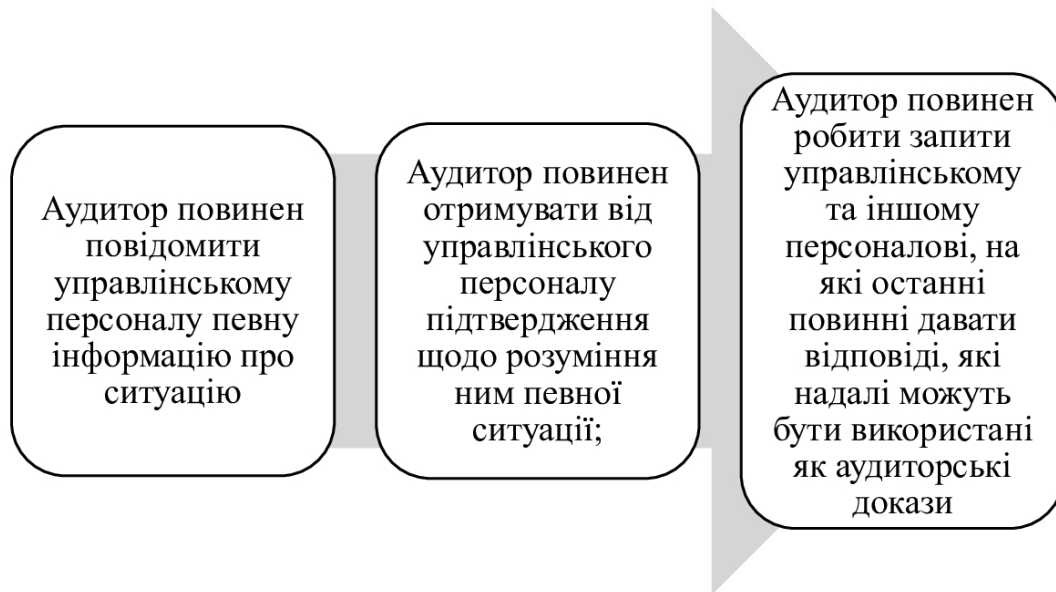 Аудитор повинен
повідомити
управлінському
персоналу певну
інформацію про
ситуацію
Аудитор повинен
отримувати від
управлінського
персоналу
підтвердження
щодо розуміння
ним певної
ситуації;
Аудитор повинен
робити запити
управлінському
та іншому
персоналові, на
які останні
повинні давати
відповіді, які
надалі можуть
бути використані
як аудиторські
докази